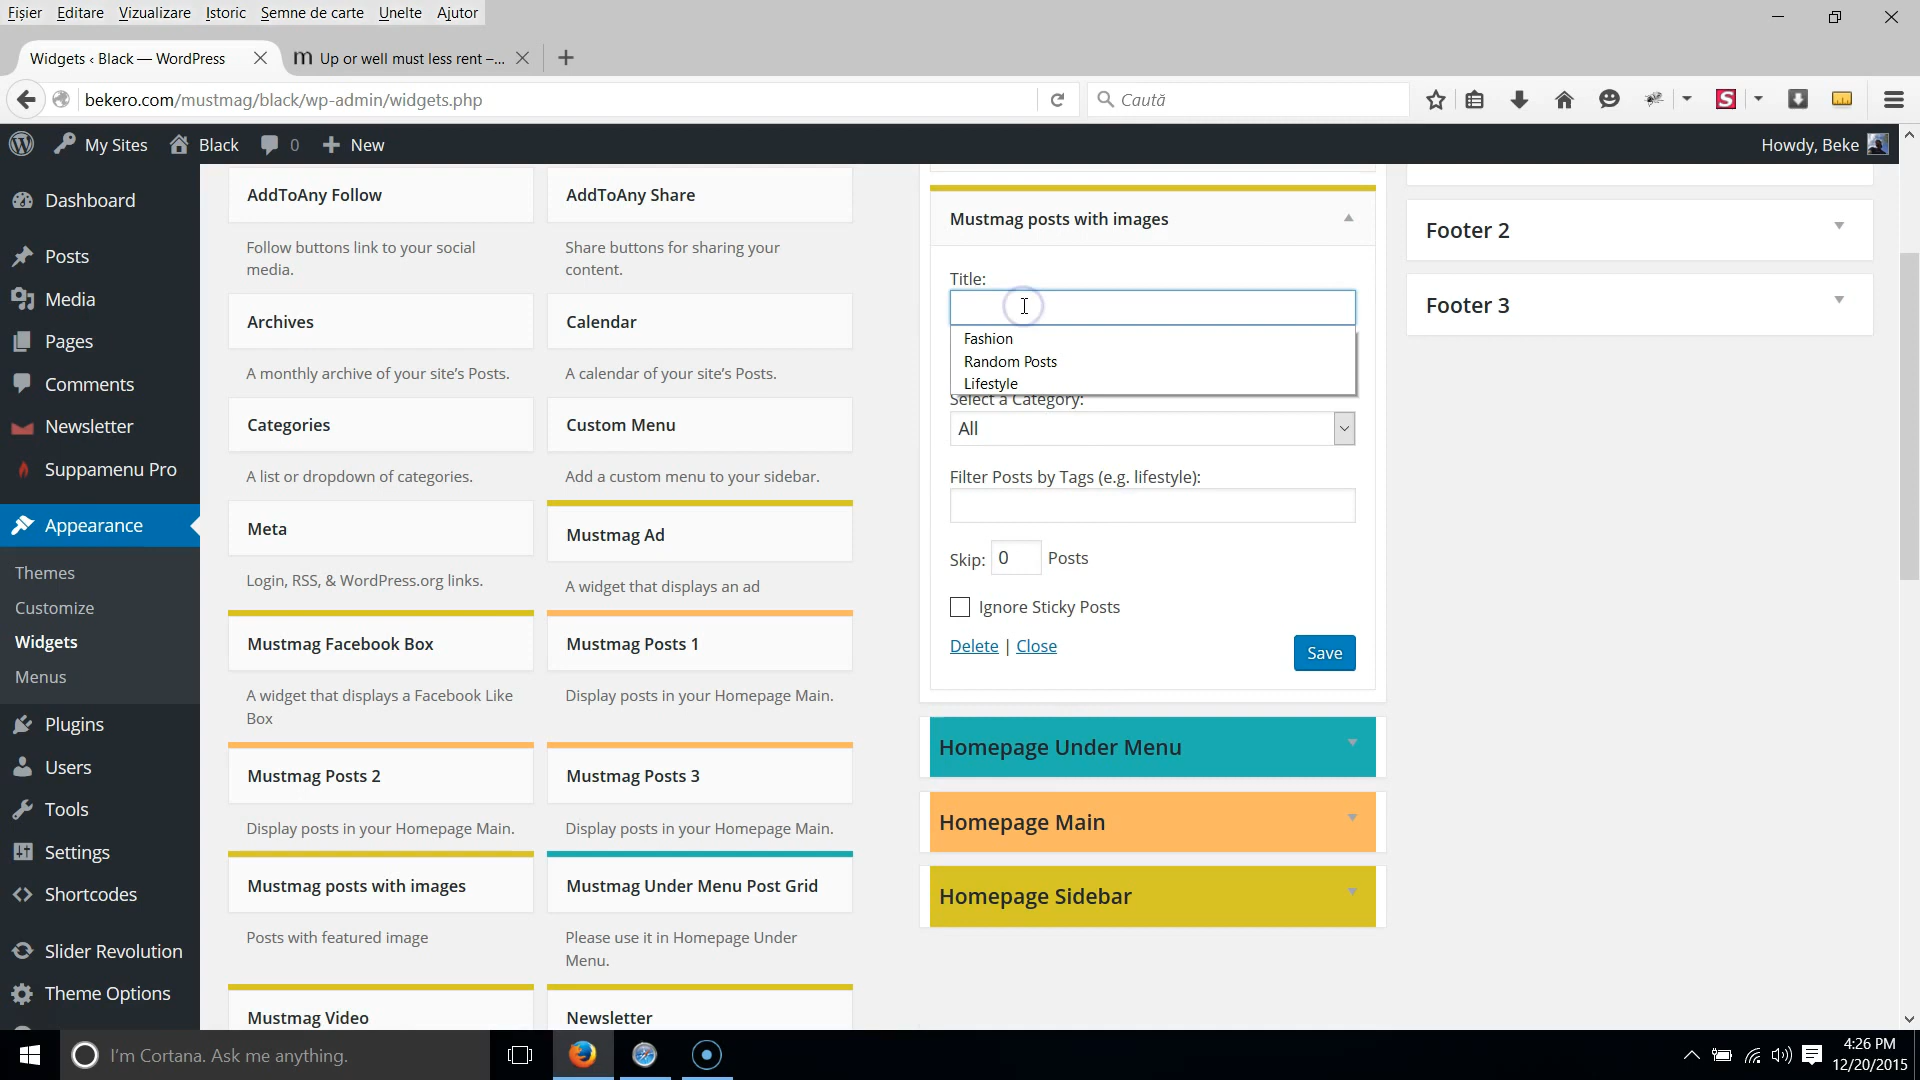 Fișier Editare Vizualizare Istoric Semne de carte Unelte Ajutor
Widgets ‹ Black — WordPress
m Up or well must less rent –...
bekero.com/mustmag/black/wp-admin/widgets.php
Caută
S
My Sites Black 0 New
Howdy, Beke
Dashboard
Posts
Media
Pages
Comments
Newsletter
Suppamenu Pro
Appearance
Themes
Customize
Widgets
Menus
Plugins
Users
Tools
Settings
Shortcodes
Slider Revolution
Theme Options
AddToAny Follow
Follow buttons link to your social
media.
AddToAny Share
Share buttons for sharing your
content.
Archives
A monthly archive of your site's Posts.
Calendar
A calendar of your site's Posts.
Categories
A list or dropdown of categories.
Custom Menu
Add a custom menu to your sidebar.
Meta
Login, RSS, & WordPress.org links.
Mustmag Ad
A widget that displays an ad
Mustmag Facebook Box
A widget that displays a Facebook Like
Box
Mustmag Posts 1
Display posts in your Homepage Main.
Mustmag Posts 2
Display posts in your Homepage Main.
Mustmag Posts 3
Display posts in your Homepage Main.
Mustmag posts with images
Posts with featured image
Mustmag Under Menu Post Grid
Please use it in Homepage Under
Menu.
Mustmag Video
Newsletter
Mustmag posts with images
Title:
Fashion
Random Posts
Lifestyle
Select a Category:
All
Filter Posts by Tags (e.g. lifestyle):
Skip: 0 Posts
Ignore Sticky Posts
Delete | Close
Save
Homepage Under Menu
Homepage Main
Homepage Sidebar
Footer 2
Footer 3
I'm Cortana. Ask me anything.
4:26 PM
12/20/2015